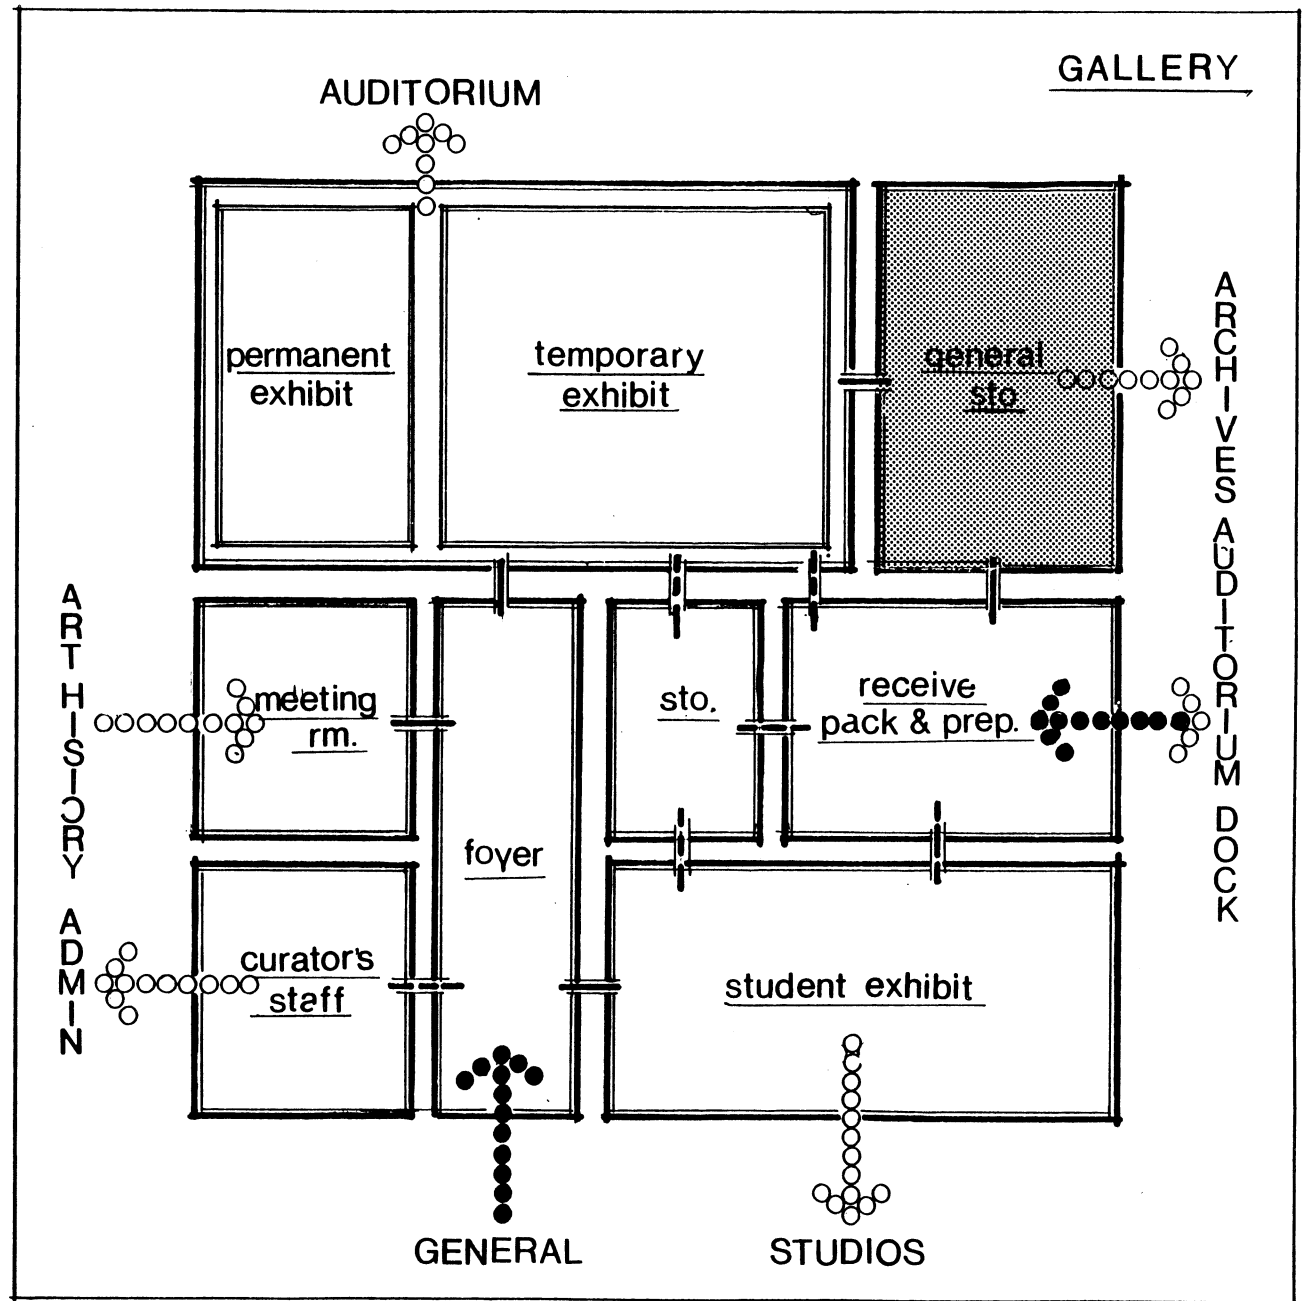 GALLERY
AUDITORIUM
permanent
exhibit
temporary
exhibit
general
sto
ARCHIVES AUDITORIUM DOCK
ART HISTORY ADMIN
meeting
rm.
sto.
receive
pack & prep.
foyer
curator's
staff
student exhibit
GENERAL
STUDIOS